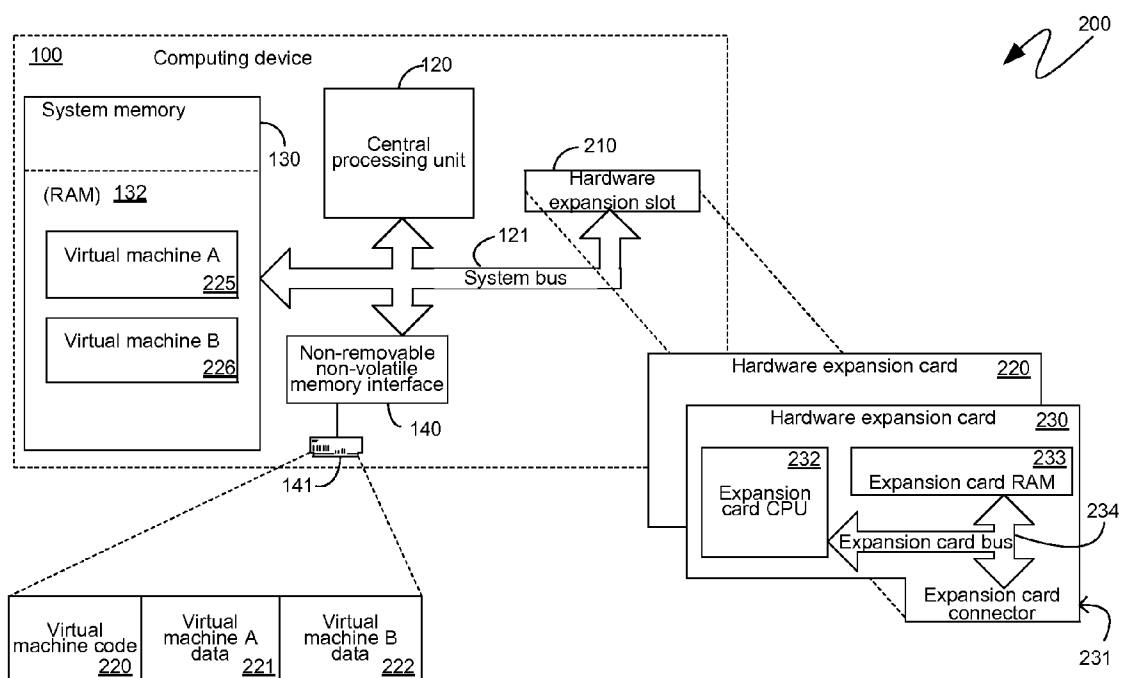 200
100 Computing device
120
System memory
130
Central
processing unit
210
Hardware
expansion slot
(RAM) 132
121
Virtual machine A
225
System bus
Virtual machine B
226
Non-removable
non-volatile
memory interface
140
141
Hardware expansion card 220
Hardware expansion card
230
232
Expansion
card CPU
233
Expansion card RAM
234
Expansion card bus
Expansion card
connector
231
Virtual
machine code
220
Virtual
machine A
data 221
Virtual
machine B
data 222